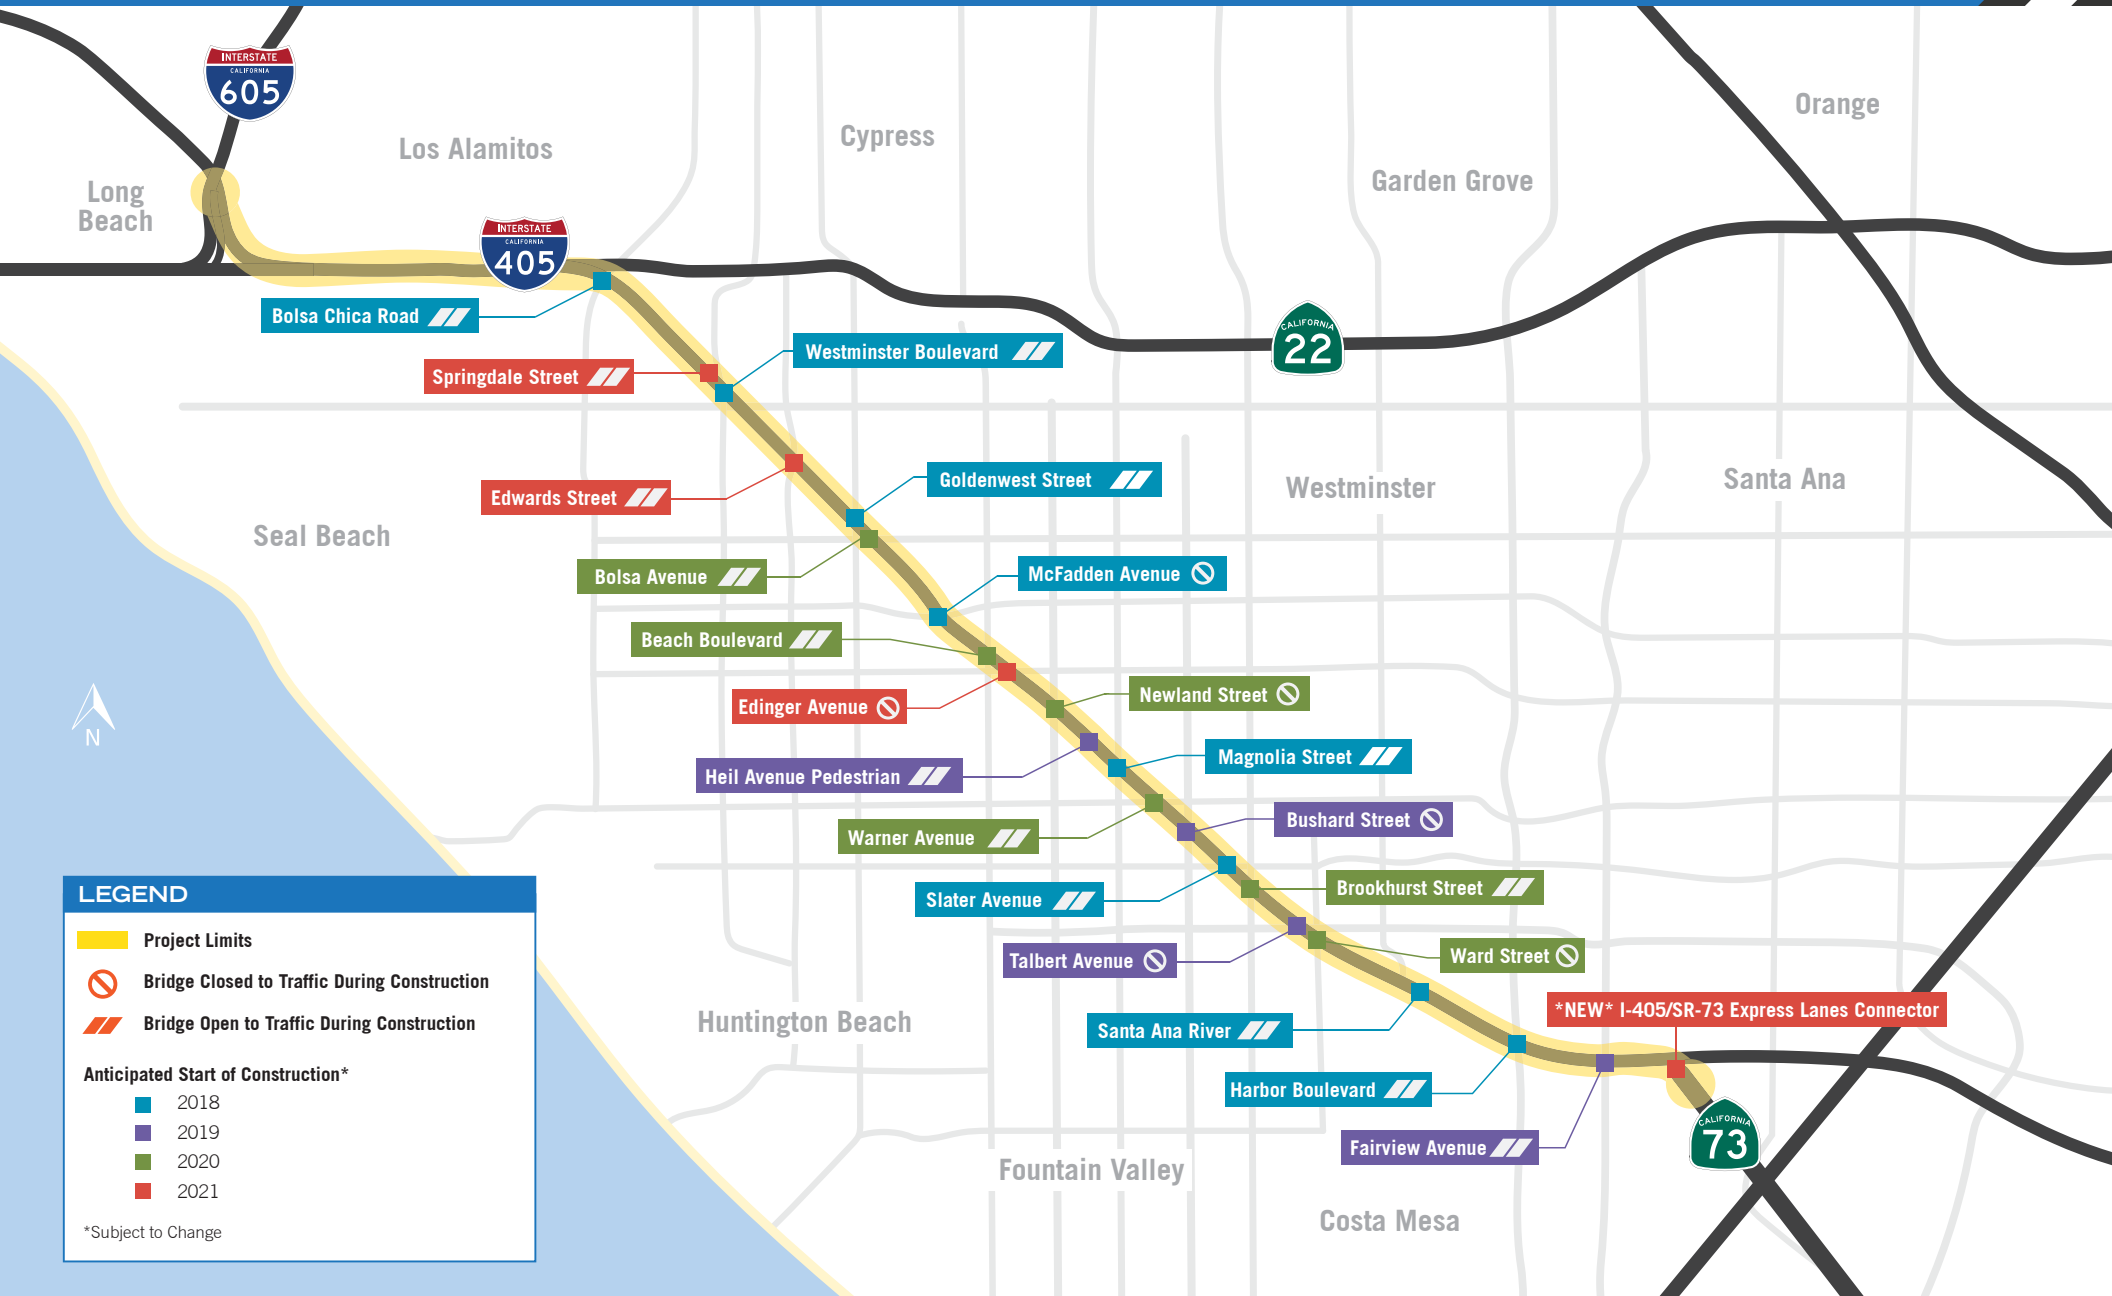 INTERSTATE
CALIFORNIA
605
Orange
Cypress
Los Alamitos
Garden Grove
Long
Beach
INTERSTATE
CALIFORNIA
405
Bolsa Chica Road
CALIFORNIA
22
Westminster Boulevard
Springdale Street
Goldenwest Street
Westminster
Santa Ana
Edwards Street
Seal Beach
Bolsa Avenue
McFadden Avenue
Beach Boulevard
Newland Street
Edinger Avenue
N
Magnolia Street
Heil Avenue Pedestrian
Bushard Street
Warner Avenue
Brookhurst Street
Slater Avenue
Ward Street
Talbert Avenue
*NEW* I-405/SR-73 Express Lanes Connector
Huntington Beach
Santa Ana River
Harbor Boulevard
CALIFORNIA
73
Fairview Avenue
Fountain Valley
Costa Mesa
LEGEND
Project Limits
Bridge Closed to Traffic During Construction
Bridge Open to Traffic During Construction
Anticipated Start of Construction*
2018
2019
2020
2021
*Subject to Change